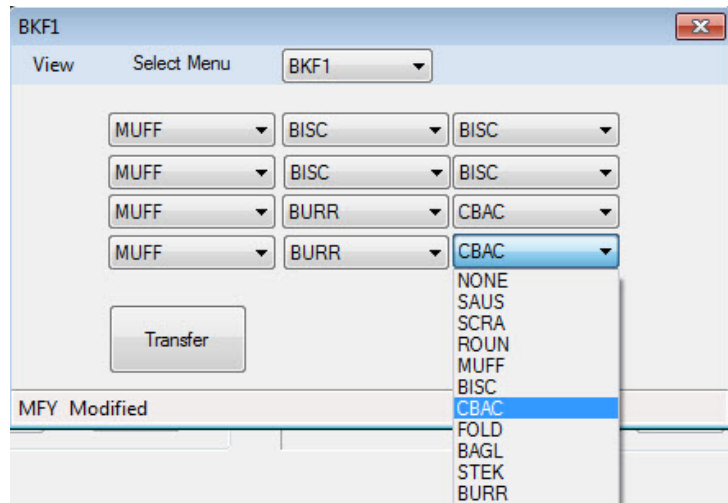 BKF1
View Select Menu BKF1
MUFF BISC BISC
MUFF BISC BISC
MUFF BURR CBAC
MUFF BURR CBAC
NONE
SAUS
SCRA
ROUN
MUFF
BISC
CBAC
FOLD
BAGL
STEK
BURR
Transfer
MFY Modified